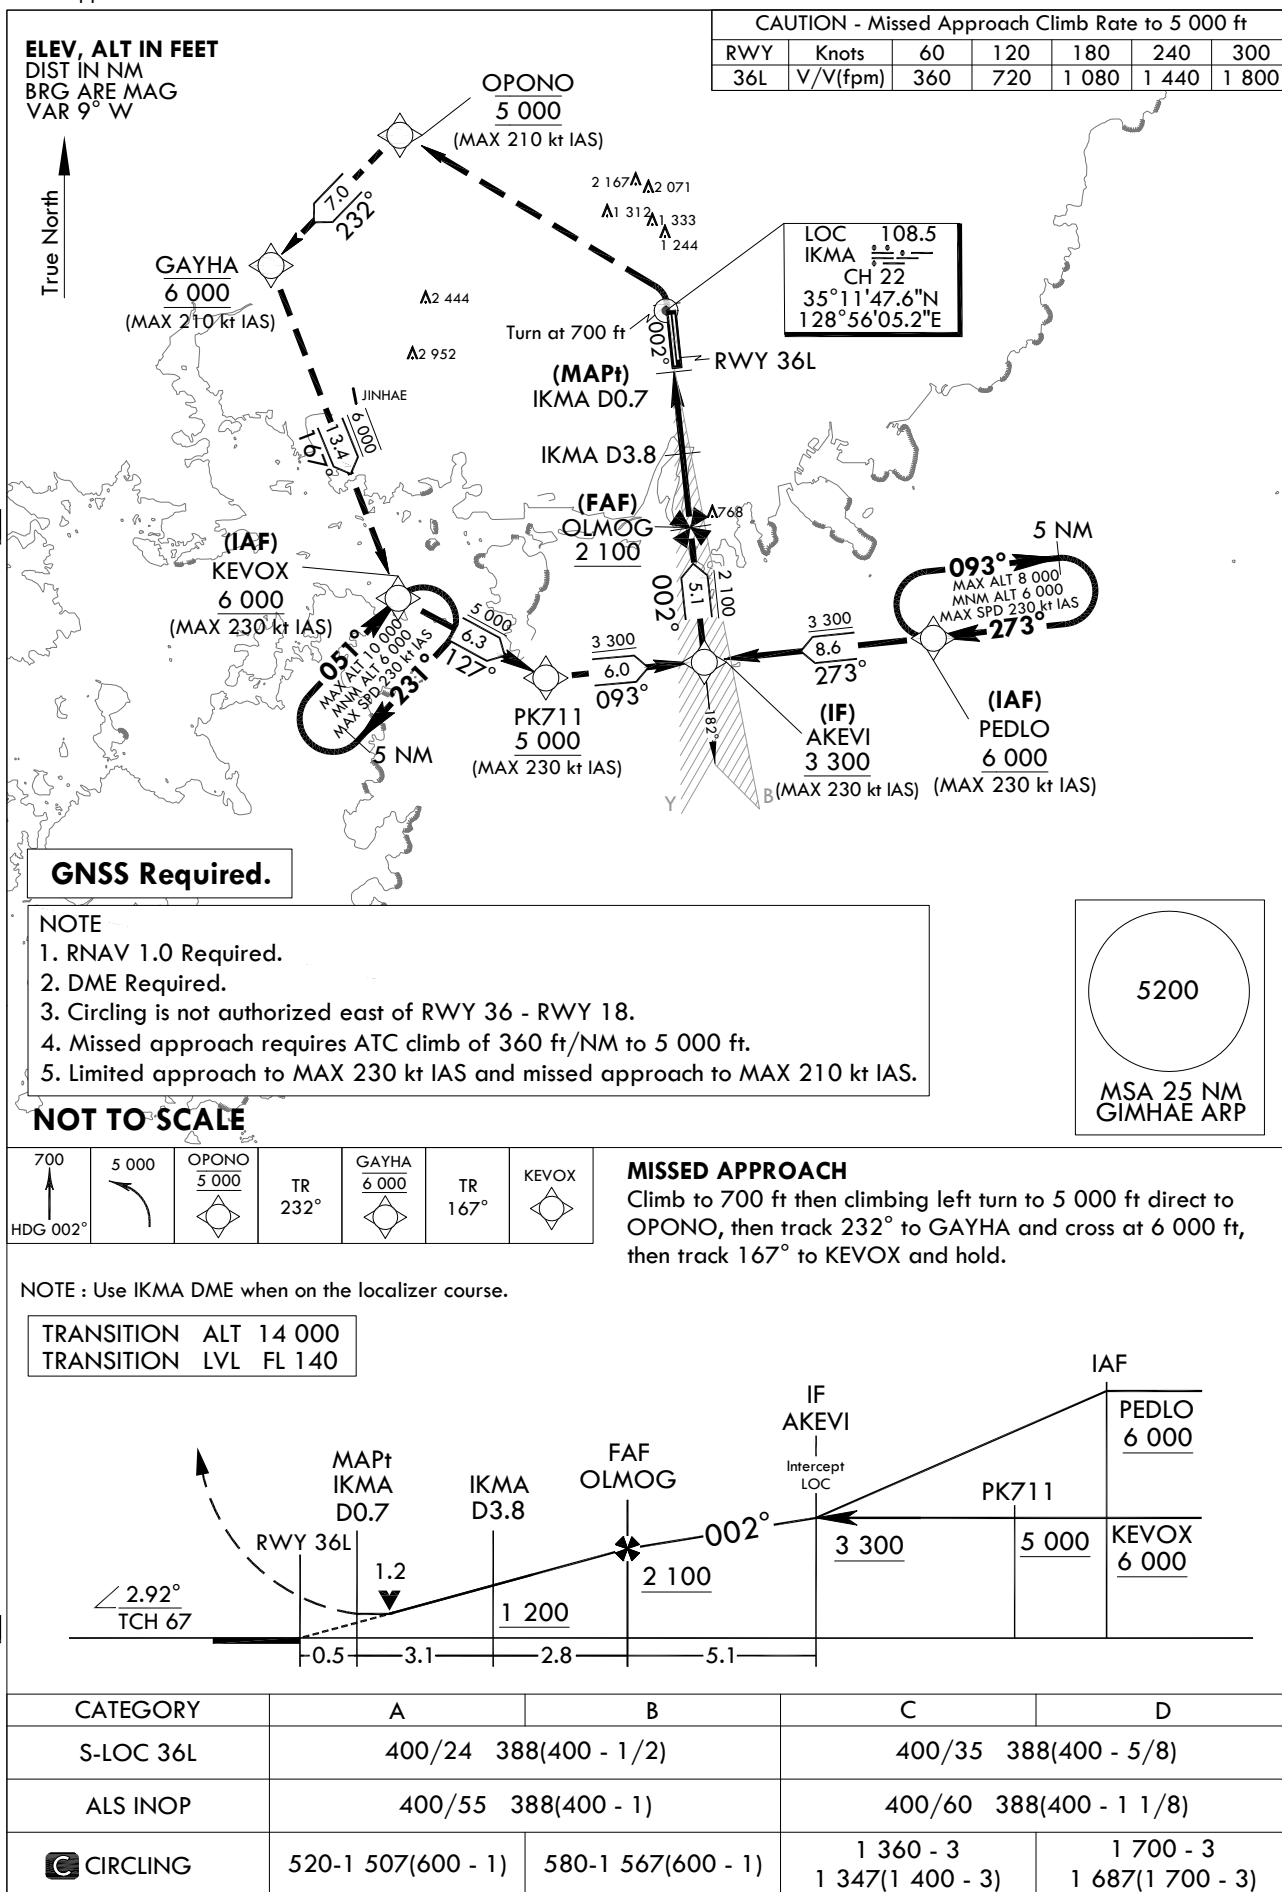 CAUTION - Missed Approach Climb Rate to 5 000 ft
RWY Knots 60 120 180 240 300
36L V/V(fpm) 360 720 1 080 1 440 1 800
ELEV, ALT IN FEET
DIST IN NM
BRG ARE MAG
VAR 9° W
True North
OPONO
5 000
(MAX 210 kt IAS)
7.0
232°
GAYHA
6 000
(MAX 210 kt IAS)
2 167
2 071
1 312
1 333
1 244
2 444
2 952
LOC 108.5
IKMA
CH 22
35°11'47.6"N
128°56'05.2"E
Turn at 700 ft
002°
RWY 36L
(MAPt)
IKMA D0.7
JINHAE
6 000
13.4
167°
IKMA D3.8
(FAF)
OLMOG
2 100
768
(IAF)
KEVOX
6 000
(MAX 230 kt IAS)
051°
MAX ALT 10 000
MNM ALT 6 000
MAX SPD 230 kt IAS
231°
5 NM
5 000
6.3
127°
PK711
5 000
(MAX 230 kt IAS)
3 300
6.0
093°
002°
5.1
2 100
182°
Y
B
3 300
8.6
273°
(IF)
AKEVI
3 300
(MAX 230 kt IAS)
5 NM
093°
MAX ALT 8 000
MNM ALT 6 000
MAX SPD 230 kt IAS
273°
(IAF)
PEDLO
6 000
(MAX 230 kt IAS)
GNSS Required.
NOTE
1. RNAV 1.0 Required.
2. DME Required.
3. Circling is not authorized east of RWY 36 - RWY 18.
4. Missed approach requires ATC climb of 360 ft/NM to 5 000 ft.
5. Limited approach to MAX 230 kt IAS and missed approach to MAX 210 kt IAS.
NOT TO SCALE
5200
MSA 25 NM
GIMHAE ARP
700
HDG 002°
5 000
OPONO
5 000
TR
232°
GAYHA
6 000
TR
167°
KEVOX
MISSED APPROACH
Climb to 700 ft then climbing left turn to 5 000 ft direct to
OPONO, then track 232° to GAYHA and cross at 6 000 ft,
then track 167° to KEVOX and hold.
NOTE : Use IKMA DME when on the localizer course.
TRANSITION ALT 14 000
TRANSITION LVL FL 140
IAF
PEDLO
6 000
IF
AKEVI
Intercept
LOC
FAF
OLMOG
MAPt
IKMA
D0.7
IKMA
D3.8
PK711
RWY 36L
002°
3 300
5 000
KEVOX
6 000
1.2
2 100
2.92°
TCH 67
1 200
0.5 3.1 2.8 5.1
CATEGORY A B C D
S-LOC 36L 400/24 388(400 - 1/2) 400/35 388(400 - 5/8)
ALS INOP 400/55 388(400 - 1) 400/60 388(400 - 1 1/8)
C CIRCLING 520-1 507(600 - 1) 580-1 567(600 - 1) 1 360 - 3 1 700 - 3
1 347(1 400 - 3) 1 687(1 700 - 3)